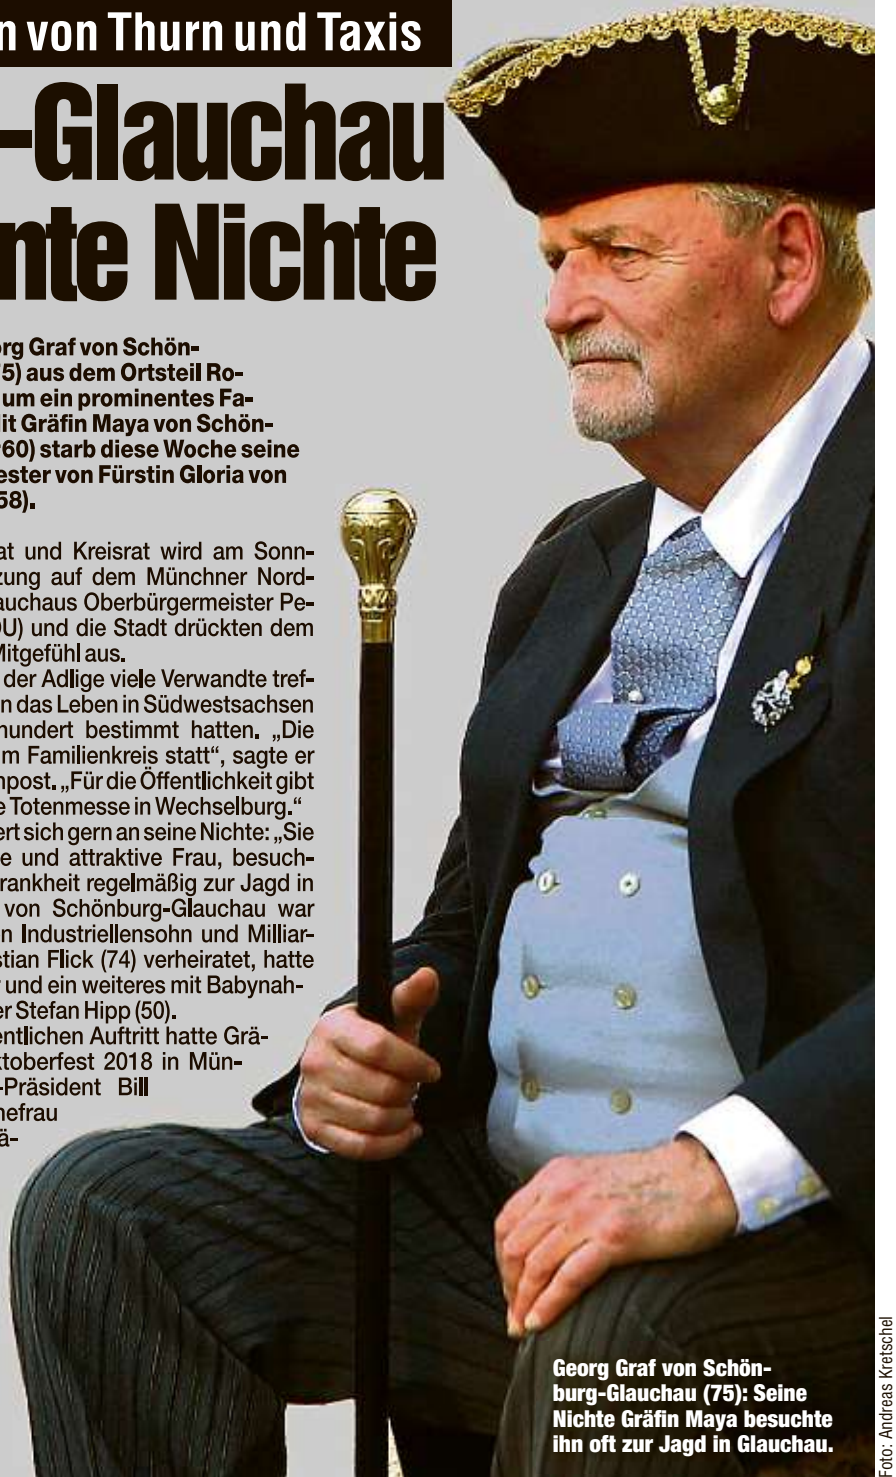 n von Thurn und Taxis
-Glauchau
nte Nichte
org Graf von Schön-
75) aus dem Ortsteil Ro-
um ein prominentes Fa-
Mit Gräfin Maya von Schön-
60) starb diese Woche seine
ester von Fürstin Gloria von
58).
at und Kreisrat wird am Sonn-
zung auf dem Münchner Nord-
auchaus Oberbürgermeister Pe-
DU) und die Stadt drückten dem
Mitgefühl aus.
der Adlige viele Verwandte tref-
n das Leben in Südwestsachsen
hundert bestimmt hatten. „Die
m Familienkreis statt“, sagte er
npost. „Für die Öffentlichkeit gibt
e Totenmesse in Wechselburg.“
ert sich gern an seine Nichte: „Sie
e und attraktive Frau, besuch-
rankheit regelmäßig zur Jagd in
von Schönburg-Glauchau war
n Industriellensohn und Milliar-
stian Flick (74) verheiratet, hatte
r und ein weiteres mit Babynah-
er Stefan Hipp (50).
entlichen Auftritt hatte Grä-
ktoberfest 2018 in Mün-
-Präsident Bill
hefrau
ä-
Georg Graf von Schön-
burg-Glauchau (75): Seine
Nichte Gräfin Maya besuchte
ihn oft zur Jagd in Glauchau.
Foto: Andreas Kretschel